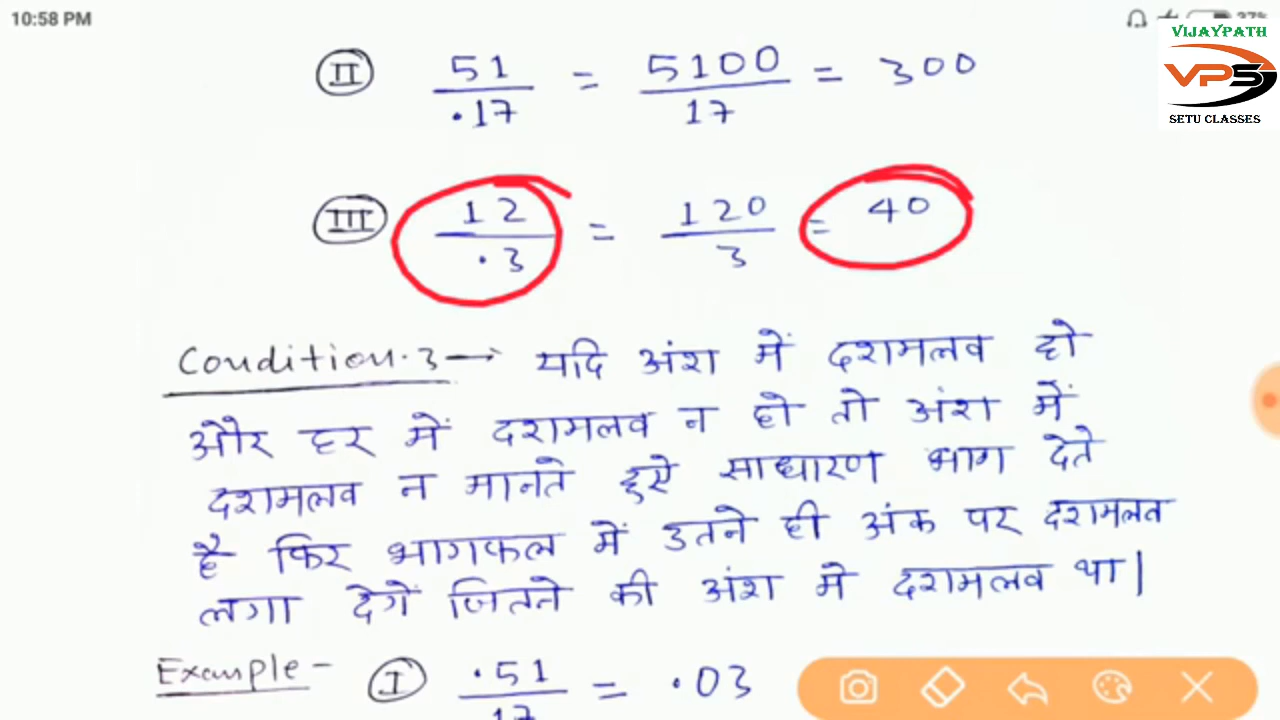 10:58 PM
37%
VIJAYPATH
VPS
SETU CLASSES
II 51/.17 = 5100/17 = 300
III 12/.3 = 120/3 = 40
Condition.3 → यदि अंश में दशमलव हो
और हर में दशमलव न हो तो अंश में
दशमलव न मानते हुऐ साधारण भाग देते
है फिर भागफल में उतने ही अंक पर दशमलव
लगा देगें जितने की अंश मे दशमलव था|
Example - I .51/17 = .03